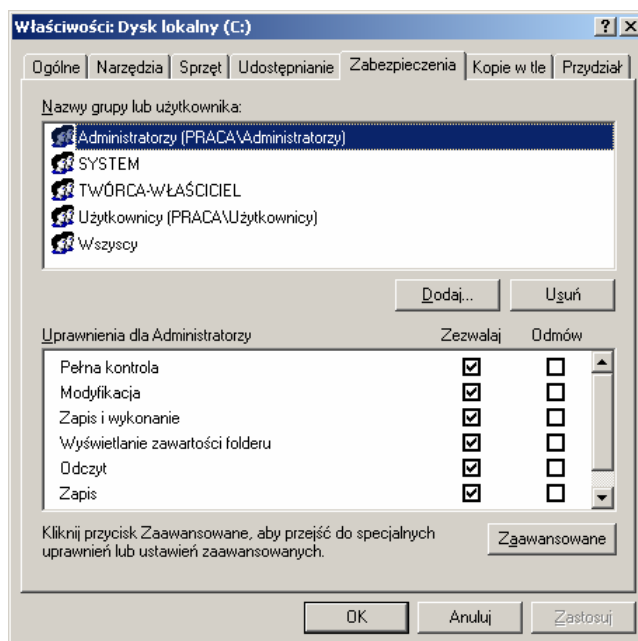 Właściwości: Dysk lokalny (C:)
Ogólne Narzędzia Sprzęt Udostępnianie Zabezpieczenia Kopie w tle Przydział
Nazwy grupy lub użytkownika:
Administratorzy (PRACA\Administratorzy)
SYSTEM
TWÓRCA-WŁAŚCICIEL
Użytkownicy (PRACA\Użytkownicy)
Wszyscy
Dodaj... Usuń
Uprawnienia dla Administratorzy Zezwalaj Odmów
Pełna kontrola
Modyfikacja
Zapis i wykonanie
Wyświetlanie zawartości folderu
Odczyt
Zapis
Kliknij przycisk Zaawansowane, aby przejść do specjalnych
uprawnień lub ustawień zaawansowanych.
Zaawansowane
OK Anuluj Zastosuj